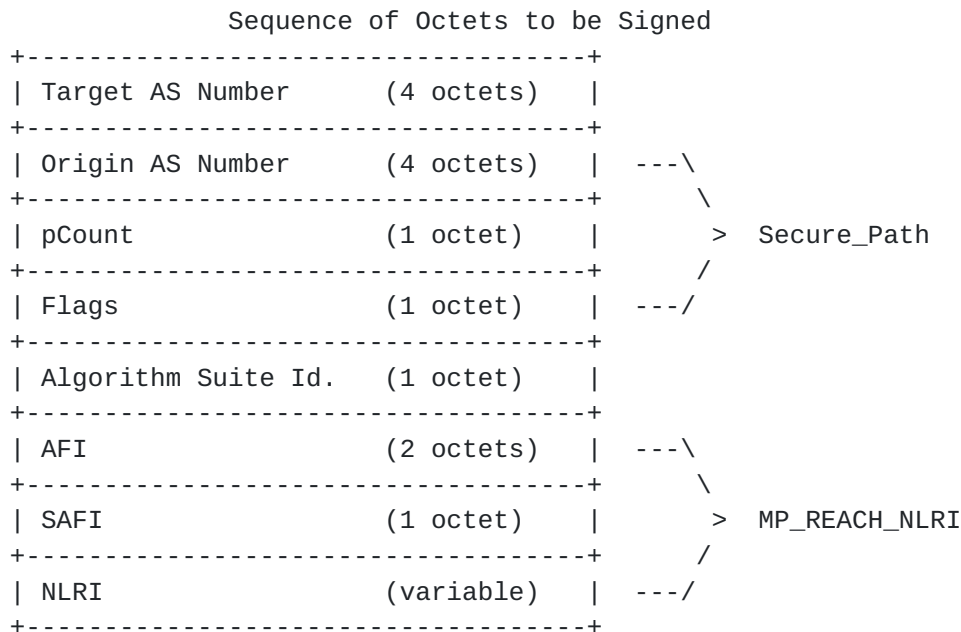 Sequence of Octets to be Signed
+------------------------------------+
| Target AS Number      (4 octets)   |
+------------------------------------+
| Origin AS Number      (4 octets)   |  ---\
+------------------------------------+      \
| pCount                (1 octet)    |       >  Secure_Path
+------------------------------------+      /
| Flags                 (1 octet)    |  ---/
+------------------------------------+
| Algorithm Suite Id.   (1 octet)    |
+------------------------------------+
| AFI                   (2 octets)   |  ---\
+------------------------------------+      \
| SAFI                  (1 octet)    |       >  MP_REACH_NLRI
+------------------------------------+      /
| NLRI                  (variable)   |  ---/
+------------------------------------+